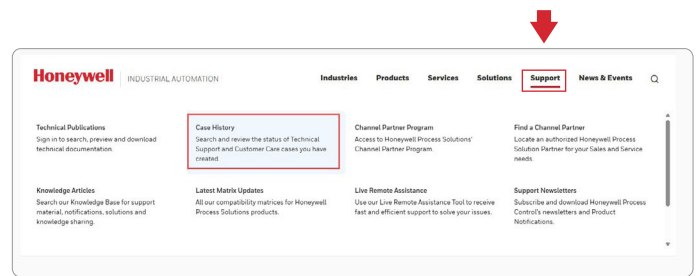 Honeywell INDUSTRIAL AUTOMATION Industries Products Services Solutions Support News & Events
Technical Publications
Sign in to search, preview and download
technical documentation.
Case History
Search and review the status of Technical
Support and Customer Care cases you have
created.
Channel Partner Program
Access to Honeywell Process Solutions'
Channel Partner Program.
Find a Channel Partner
Locate an authorized Honeywell Process
Solution Partner for your Sales and Service
needs.
Knowledge Articles
Search our Knowledge Base for support
material, notifications, solutions and
knowledge sharing.
Latest Matrix Updates
All our compatibility matrices for Honeywell
Process Solutions products.
Live Remote Assistance
Use our Live Remote Assistance Tool to receive
fast and efficient support to solve your issues.
Support Newsletters
Subscribe and download Honeywell Process
Control's newsletters and Product
Notifications.